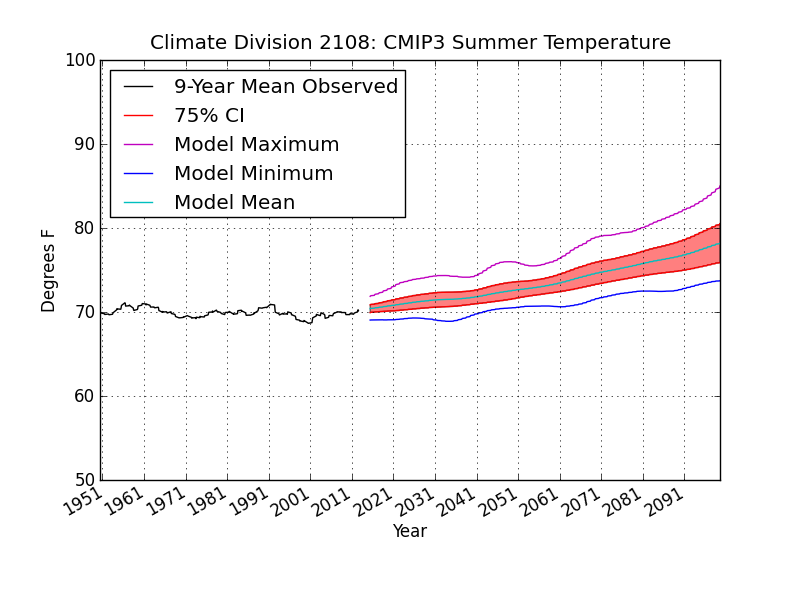 Climate Division 2108: CMIP3 Summer Temperature
9-Year Mean Observed
75% CI
Model Maximum
Model Minimum
Model Mean
100
90
80
70
60
50
Degrees F
1951 1961 1971 1981 1991 2001 2011 2021 2031 2041 2051 2061 2071 2081 2091
Year